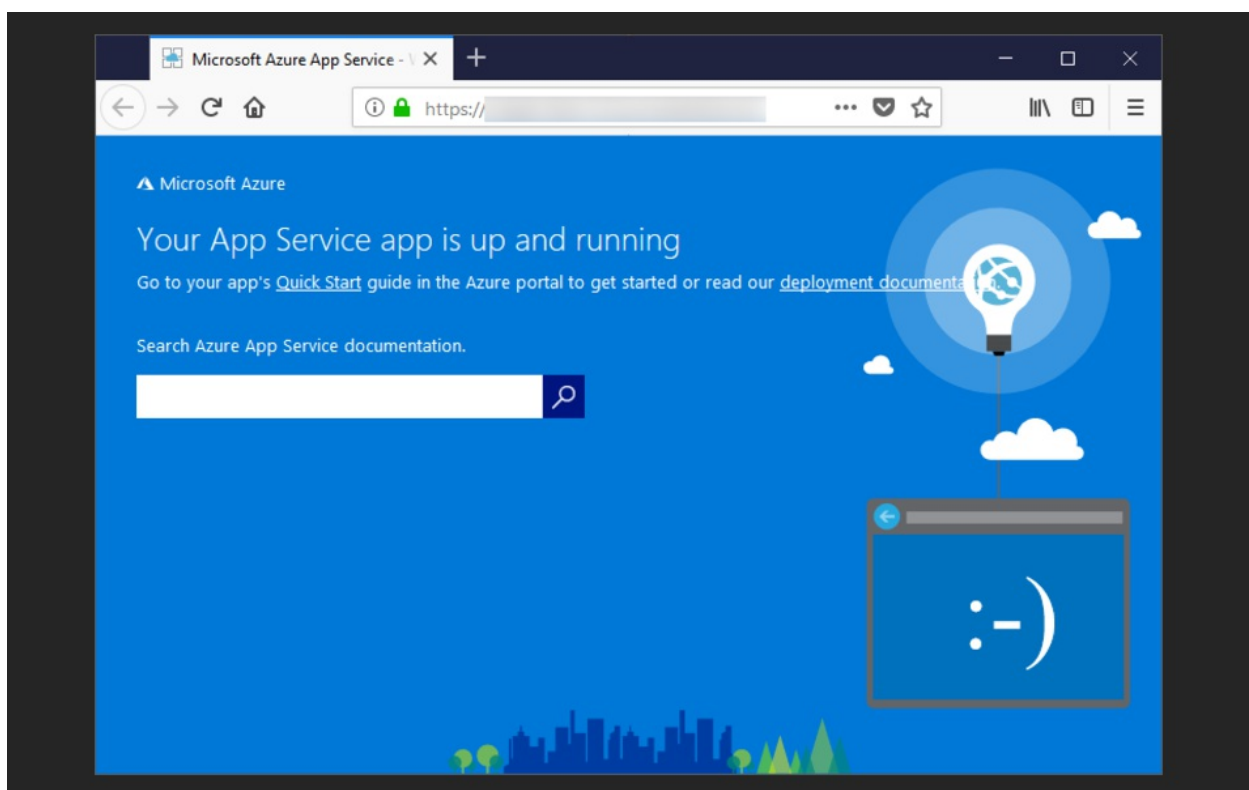 Microsoft Azure App Service -
https://
Microsoft Azure
Your App Service app is up and running
Go to your app's Quick Start guide in the Azure portal to get started or read our deployment documentation.
Search Azure App Service documentation.
:-)